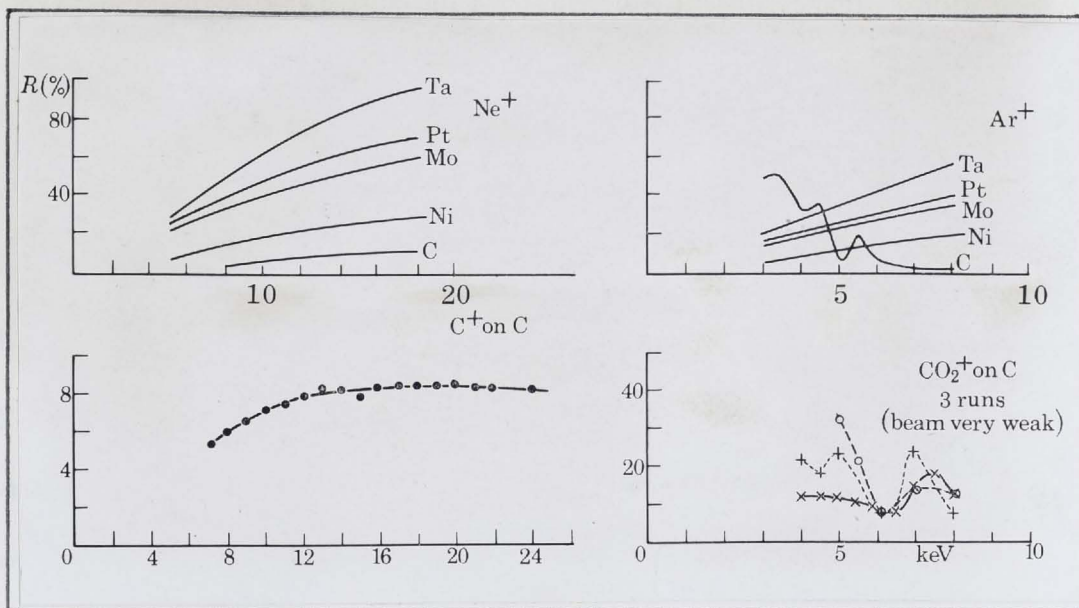 R(%)
80
40
Ta
Ne⁺
Pt
Mo
Ni
C
10
20
Ar⁺
Ta
Pt
Mo
Ni
C
5
10
C⁺ on C
8
4
0
4
8
12
16
20
24
CO₂⁺ on C
3 runs
(beam very weak)
40
20
0
5
keV
10